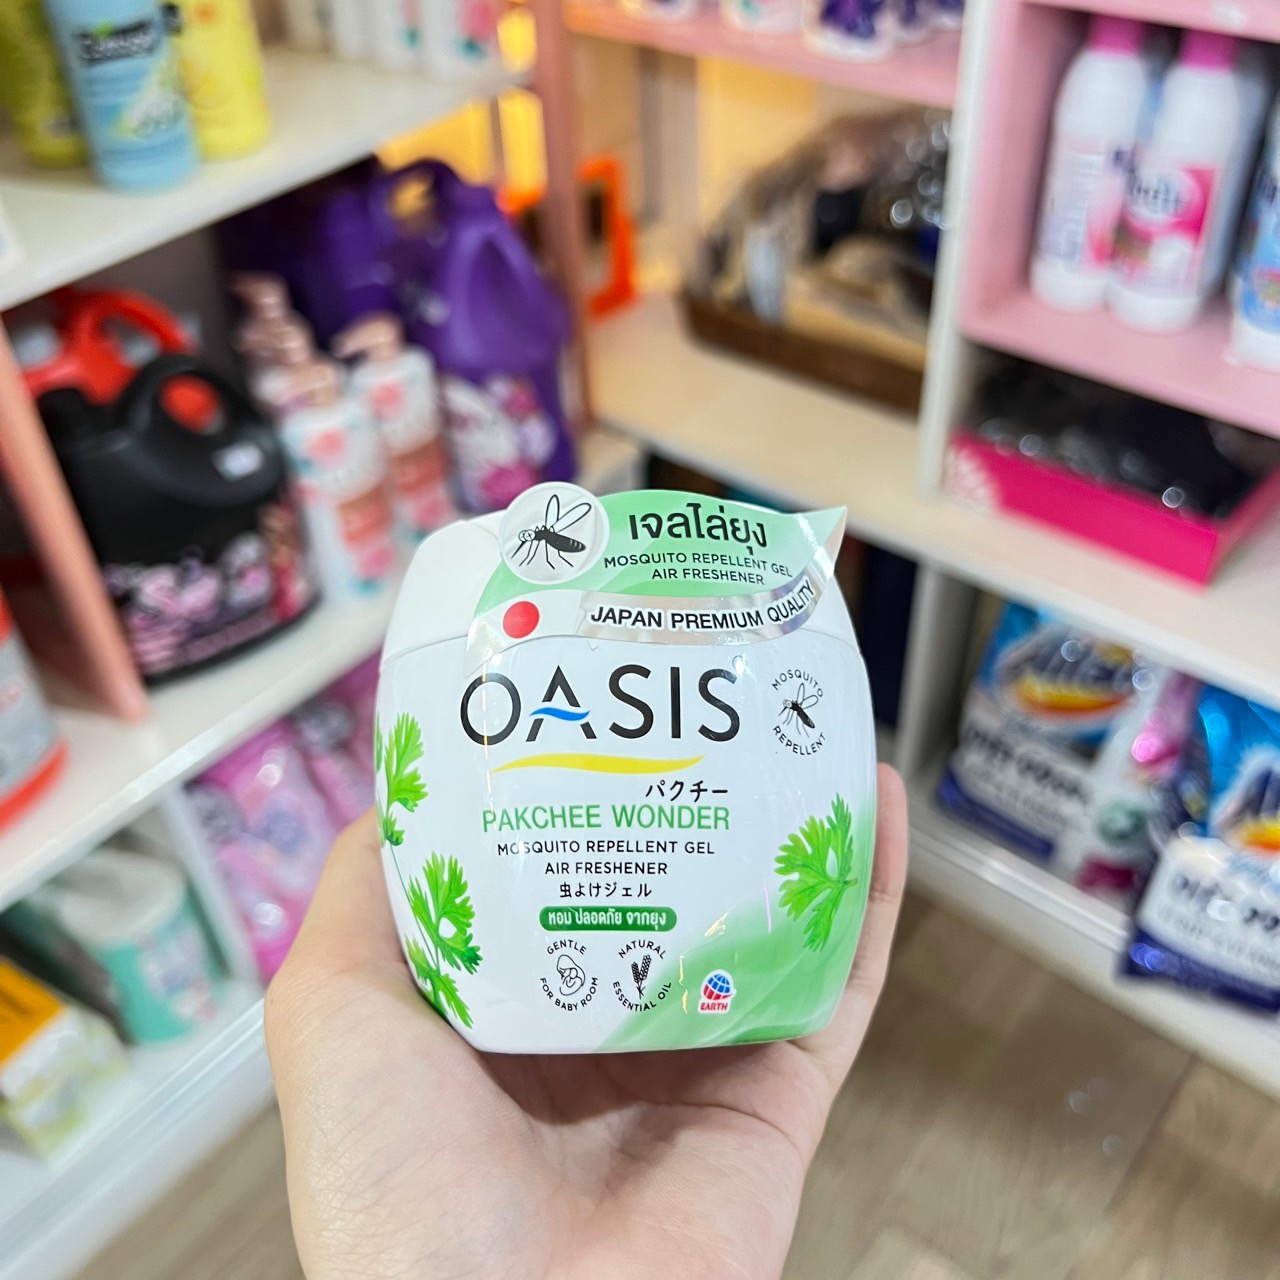 เจลไล่ยุง
MOSQUITO REPELLENT GEL
AIR FRESHENER
JAPAN PREMIUM QUALITY
OASIS
MOSQUITO REPELLENT
パクチー
PAKCHEE WONDER
MOSQUITO REPELLENT GEL
AIR FRESHENER
虫よけジェル
หอม ปลอดภัย จากยุง
GENTLE FOR BABY ROOM
NATURAL ESSENTIAL OIL
EARTH
Attack